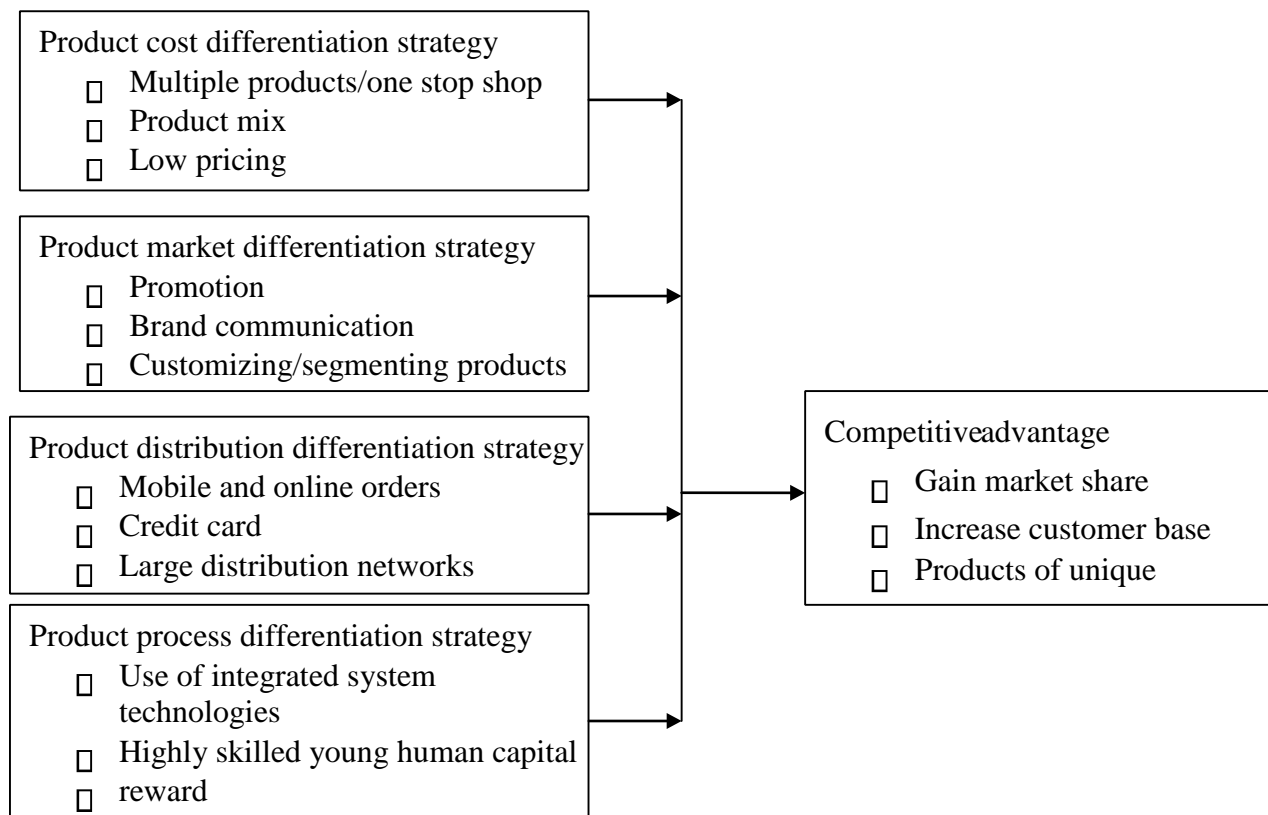 Product cost differentiation strategy
Multiple products/one stop shop
Product mix
Low pricing
Product market differentiation strategy
Promotion
Brand communication
Customizing/segmenting products
Product distribution differentiation strategy
Mobile and online orders
Credit card
Large distribution networks
Product process differentiation strategy
Use of integrated system
technologies
Highly skilled young human capital
reward
Competitiveadvantage
Gain market share
Increase customer base
Products of unique